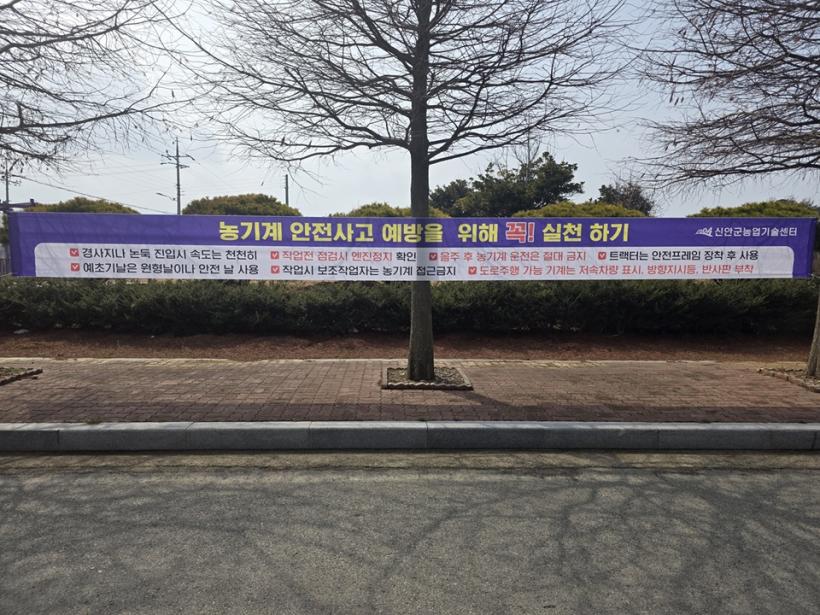 농기계 안전사고 예방을 위해 꼭! 실천 하기
신안군농업기술센터
경사지나 논둑 진입시 속도는 천천히 작업전 점검시 엔진정지 확인 음주 후 농기계 운전은 절대 금지 트랙터는 안전프레임 장착 후 사용
예초기날은 원형날이나 안전 날 사용 작업시 보조작업자는 농기계 접근금지 도로주행 가능 기계는 저속차량 표시, 방향지시등, 반사판 부착